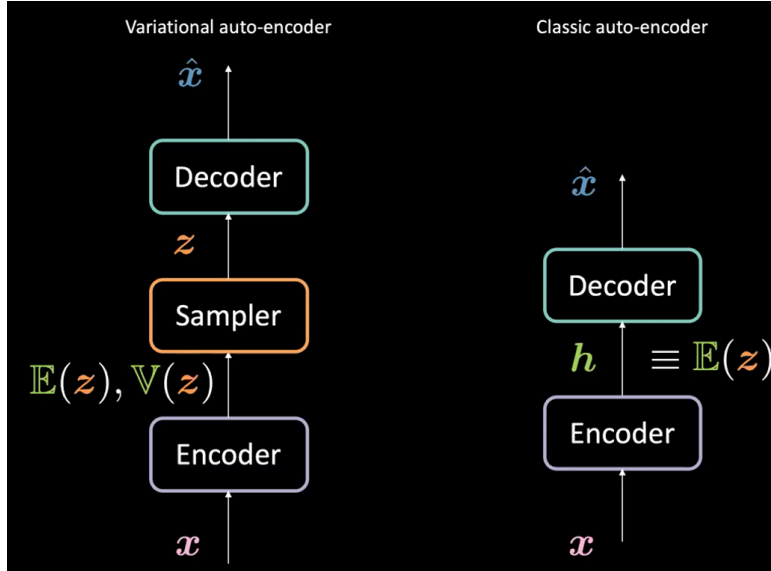 Variational auto-encoder
x̂
Decoder
z
Sampler
𝔼(z), 𝕍(z)
Encoder
x
Classic auto-encoder
x̂
Decoder
h ≡ 𝔼(z)
Encoder
x